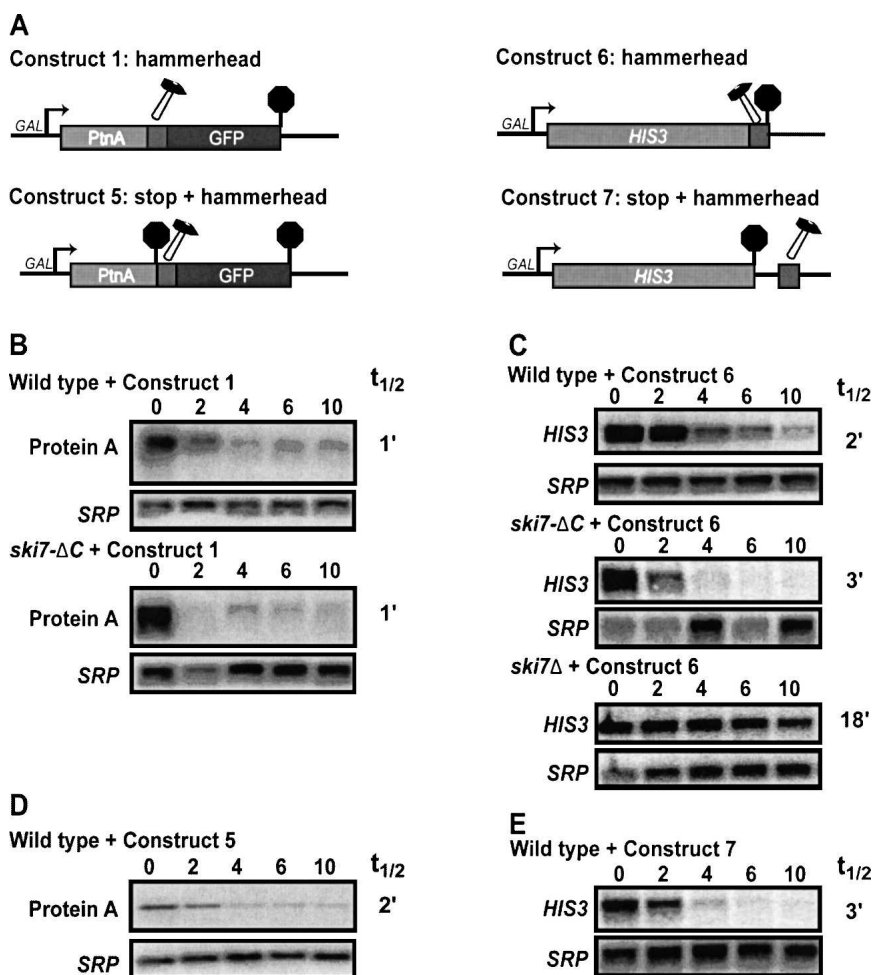 A
Construct 1: hammerhead
GAL
PtnA
GFP
Construct 5: stop + hammerhead
GAL
PtnA
GFP
Construct 6: hammerhead
GAL
HIS3
Construct 7: stop + hammerhead
GAL
HIS3
B
Wild type + Construct 1
t1/2
0 2 4 6 10
Protein A
1'
SRP
ski7-ΔC + Construct 1
0 2 4 6 10
Protein A
1'
SRP
C
Wild type + Construct 6
t1/2
0 2 4 6 10
HIS3
2'
SRP
ski7-ΔC + Construct 6
0 2 4 6 10
HIS3
3'
SRP
ski7Δ + Construct 6
0 2 4 6 10
HIS3
18'
SRP
D
Wild type + Construct 5
t1/2
0 2 4 6 10
Protein A
2'
SRP
E
Wild type + Construct 7
t1/2
0 2 4 6 10
HIS3
3'
SRP